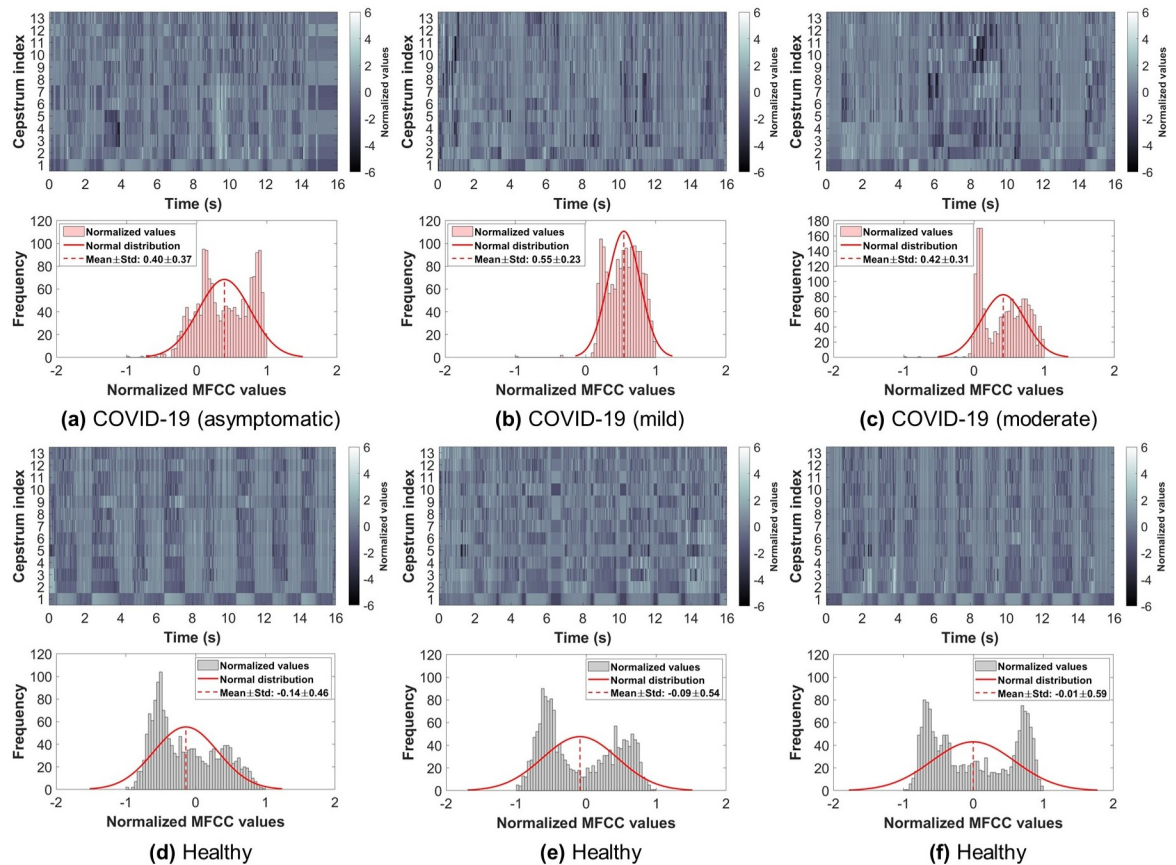 13
12
11
10
9
8
7
6
5
4
3
2
1
Cepstrum index
0 2 4 6 8 10 12 14 16
Time (s)
6
4
2
0
-2
-4
-6
Normalized values
13
12
11
10
9
8
7
6
5
4
3
2
1
Cepstrum index
0 2 4 6 8 10 12 14 16
Time (s)
6
4
2
0
-2
-4
-6
Normalized values
13
12
11
10
9
8
7
6
5
4
3
2
1
Cepstrum index
0 2 4 6 8 10 12 14 16
Time (s)
6
4
2
0
-2
-4
-6
Normalized values
120
100
80
60
40
20
0
Frequency
Normalized values
Normal distribution
Mean±Std: 0.40±0.37
-2 -1 0 1 2
Normalized MFCC values
(a) COVID-19 (asymptomatic)
120
100
80
60
40
20
0
Frequency
Normalized values
Normal distribution
Mean±Std: 0.55±0.23
-2 -1 0 1 2
Normalized MFCC values
(b) COVID-19 (mild)
180
160
140
120
100
80
60
40
20
0
Frequency
Normalized values
Normal distribution
Mean±Std: 0.42±0.31
-2 -1 0 1 2
Normalized MFCC values
(c) COVID-19 (moderate)
13
12
11
10
9
8
7
6
5
4
3
2
1
Cepstrum index
0 2 4 6 8 10 12 14 16
Time (s)
6
4
2
0
-2
-4
-6
Normalized values
13
12
11
10
9
8
7
6
5
4
3
2
1
Cepstrum index
0 2 4 6 8 10 12 14 16
Time (s)
6
4
2
0
-2
-4
-6
Normalized values
13
12
11
10
9
8
7
6
5
4
3
2
1
Cepstrum index
0 2 4 6 8 10 12 14 16
Time (s)
6
4
2
0
-2
-4
-6
Normalized values
120
100
80
60
40
20
0
Frequency
Normalized values
Normal distribution
Mean±Std: -0.14±0.46
-2 -1 0 1 2
Normalized MFCC values
(d) Healthy
120
100
80
60
40
20
0
Frequency
Normalized values
Normal distribution
Mean±Std: -0.09±0.54
-2 -1 0 1 2
Normalized MFCC values
(e) Healthy
120
100
80
60
40
20
0
Frequency
Normalized values
Normal distribution
Mean±Std: -0.01±0.59
-2 -1 0 1 2
Normalized MFCC values
(f) Healthy